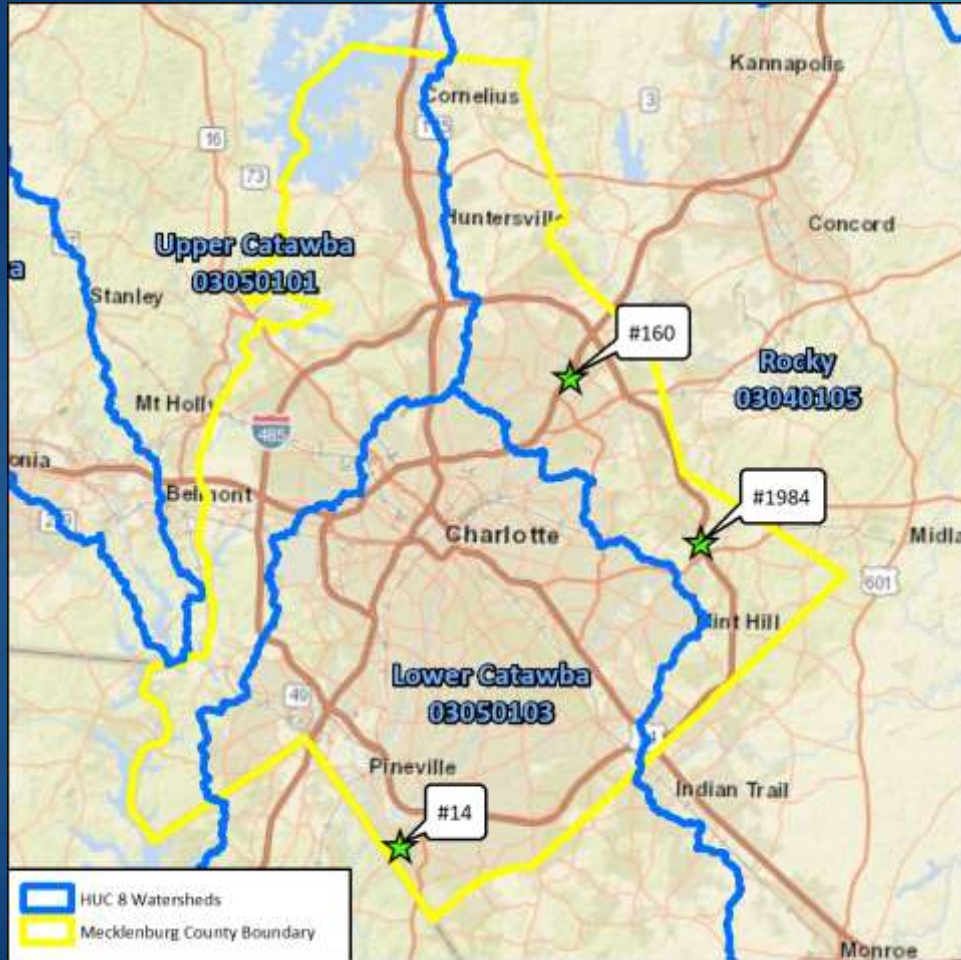 Kannapolis
Cornelius
3
16
73
Huntersville
Concord
Upper Catawba
03050101
a
Stanley
#160
Rocky
03040105
Mt Holly
485
onia
Belmont
#1984
Charlotte
Midla
601
Mint Hill
Lower Catawba
03050103
49
Pineville
Indian Trail
#14
HUC 8 Watersheds
Mecklenburg County Boundary
Monroe